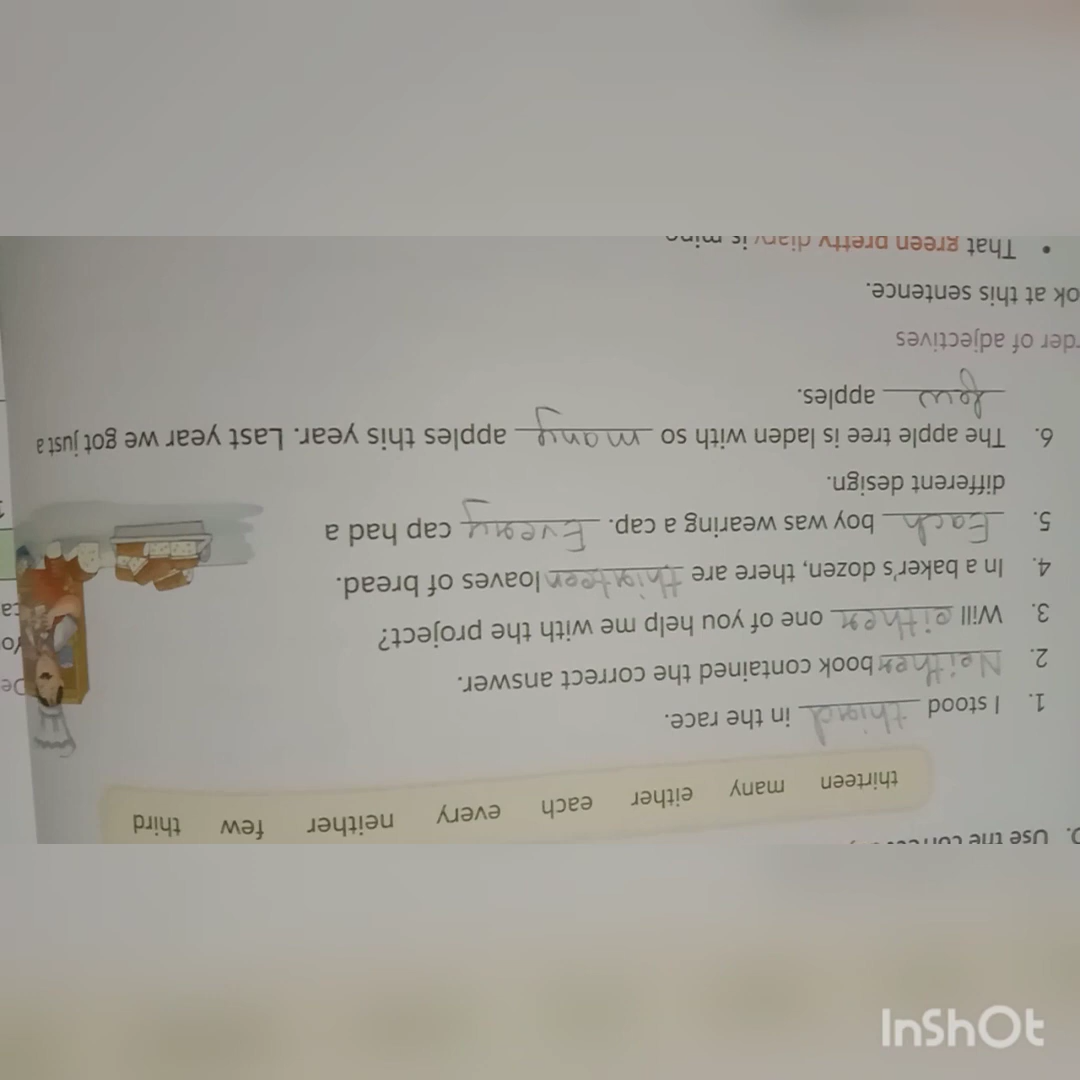 D. Use the
thirteen many either each every neither few third
1. I stood third in the race.
2. Neither book contained the correct answer.
3. Will either one of you help me with the project?
4. In a baker's dozen, there are thirteen loaves of bread.
5. Each boy was wearing a cap. Every cap had a
different design.
6. The apple tree is laden with so many apples this year. Last year we got just a
few apples.
rder of adjectives
ok at this sentence.
• That green pretty diary is mine
InShOt